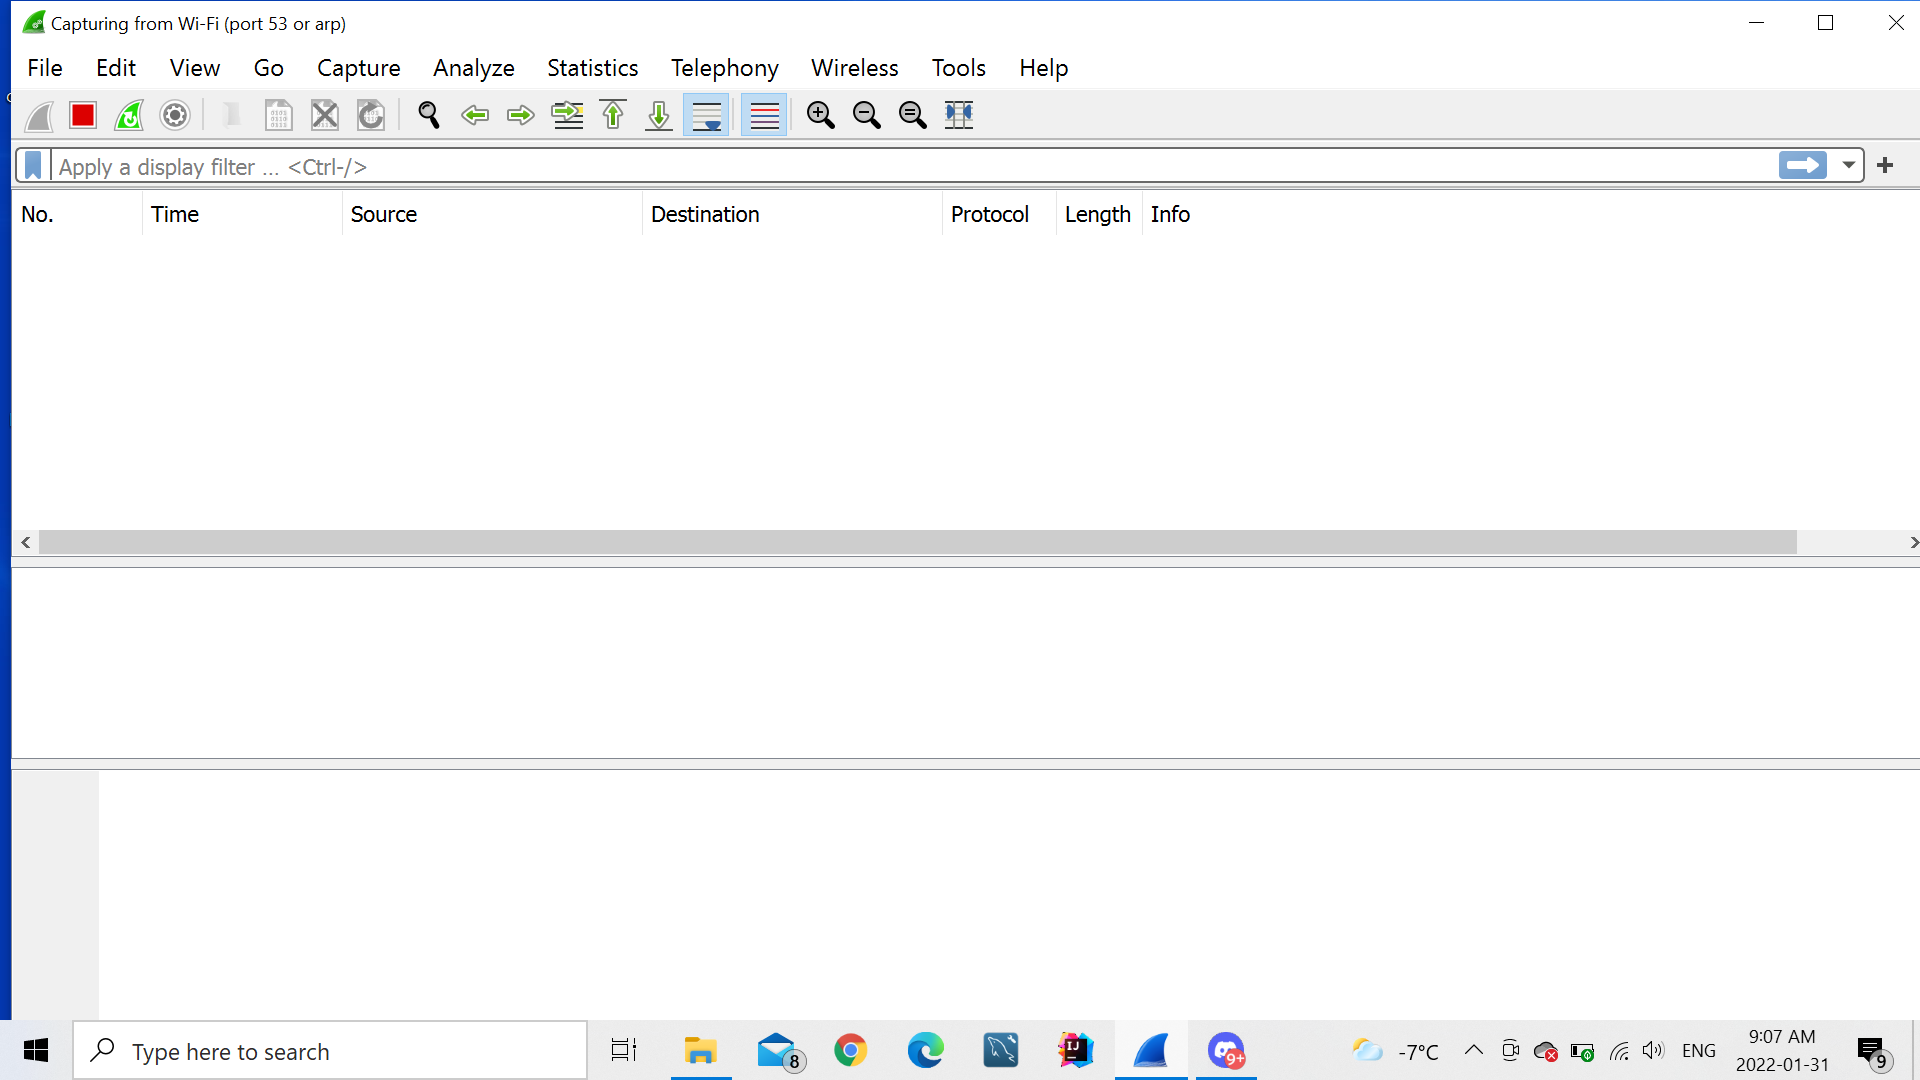 Capturing from Wi-Fi (port 53 or arp)
File Edit View Go Capture Analyze Statistics Telephony Wireless Tools Help
Apply a display filter ... <Ctrl-/>
No. Time Source Destination Protocol Length Info
Type here to search
8
IJ
9+
-7°C
ENG
9:07 AM
2022-01-31
9